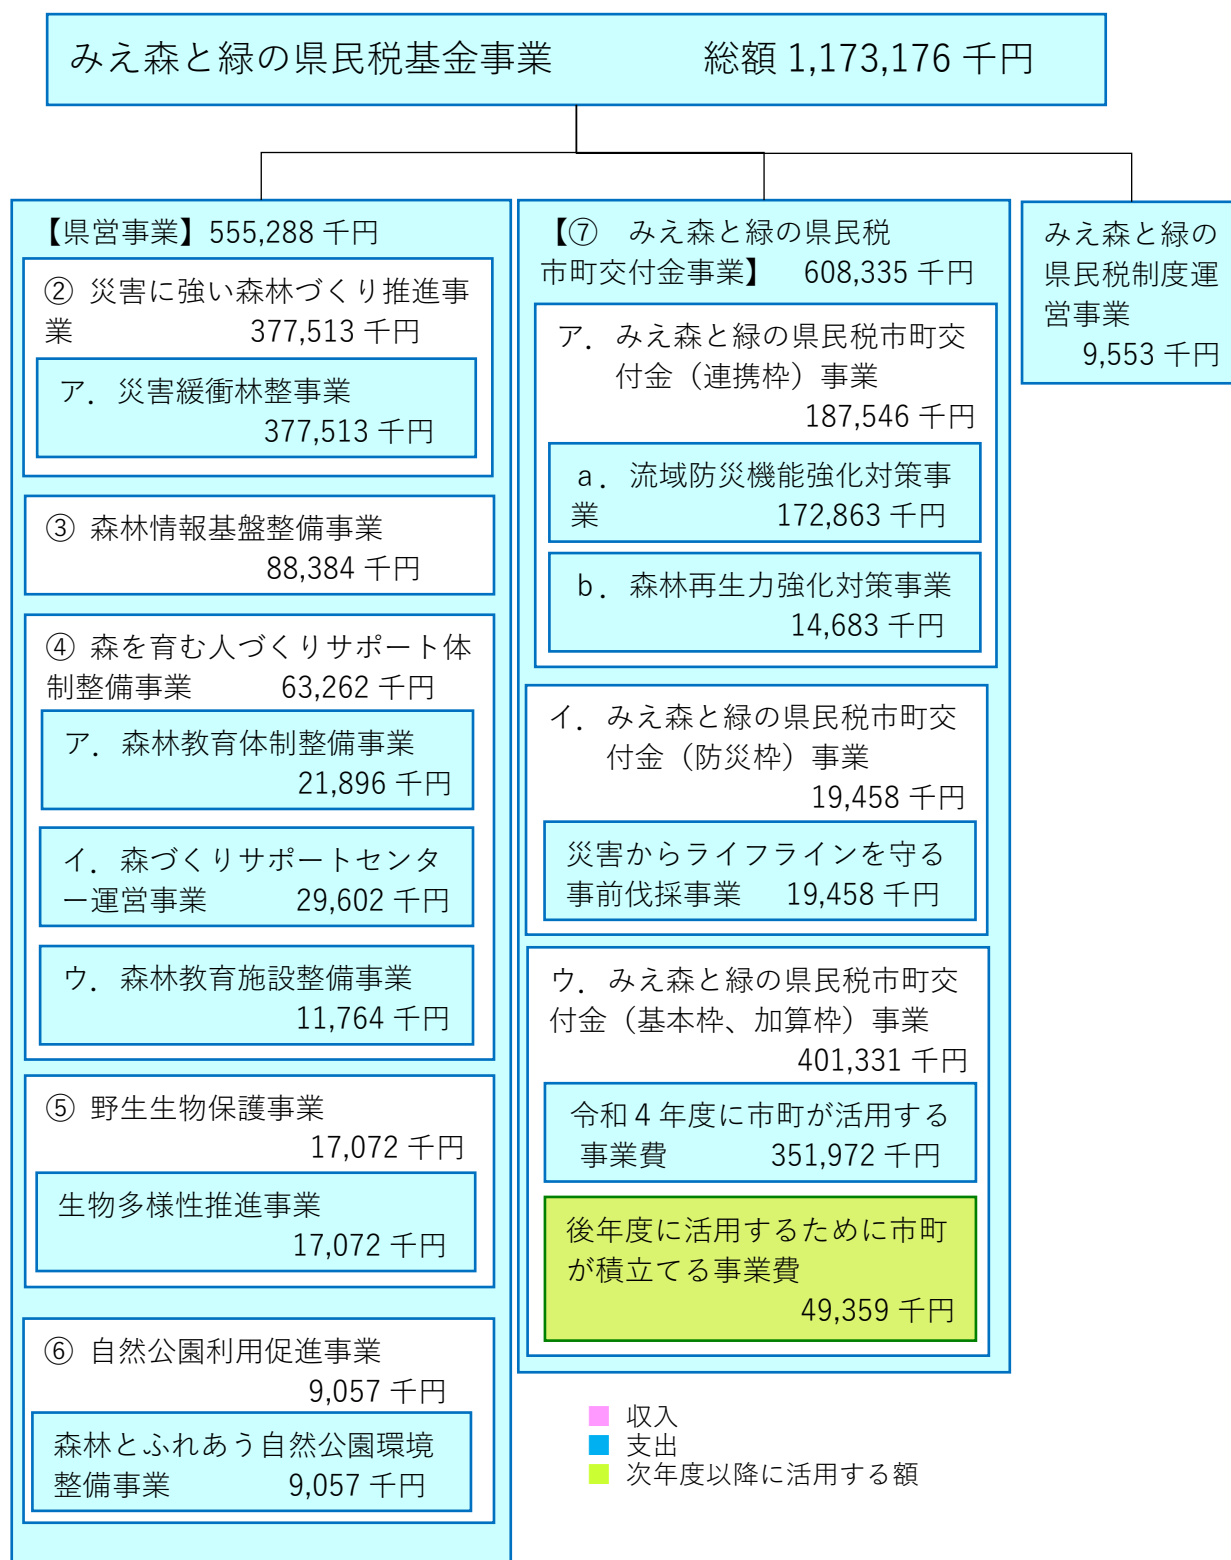 みえ森と緑の県民税基金事業　　　　　総額 1,173,176 千円
【県営事業】555,288 千円
② 災害に強い森林づくり推進事
業　　　　　　377,513 千円
ア．災害緩衝林整事業
377,513 千円
③ 森林情報基盤整備事業
88,384 千円
④ 森を育む人づくりサポート体
制整備事業　　　63,262 千円
ア．森林教育体制整備事業
21,896 千円
イ．森づくりサポートセンタ
ー運営事業　　　29,602 千円
ウ．森林教育施設整備事業
11,764 千円
⑤ 野生生物保護事業
17,072 千円
生物多様性推進事業
17,072 千円
⑥ 自然公園利用促進事業
9,057 千円
森林とふれあう自然公園環境
整備事業　　　　9,057 千円
【⑦　みえ森と緑の県民税
市町交付金事業】　608,335 千円
ア．みえ森と緑の県民税市町交
付金（連携枠）事業
187,546 千円
a．流域防災機能強化対策事
業　　　　　　172,863 千円
b．森林再生力強化対策事業
14,683 千円
イ．みえ森と緑の県民税市町交
付金（防災枠）事業
19,458 千円
災害からライフラインを守る
事前伐採事業　19,458 千円
ウ．みえ森と緑の県民税市町交
付金（基本枠、加算枠）事業
401,331 千円
令和４年度に市町が活用する
事業費　　　　351,972 千円
後年度に活用するために市町
が積立てる事業費
49,359 千円
みえ森と緑の
県民税制度運
営事業
9,553 千円
収入
支出
次年度以降に活用する額